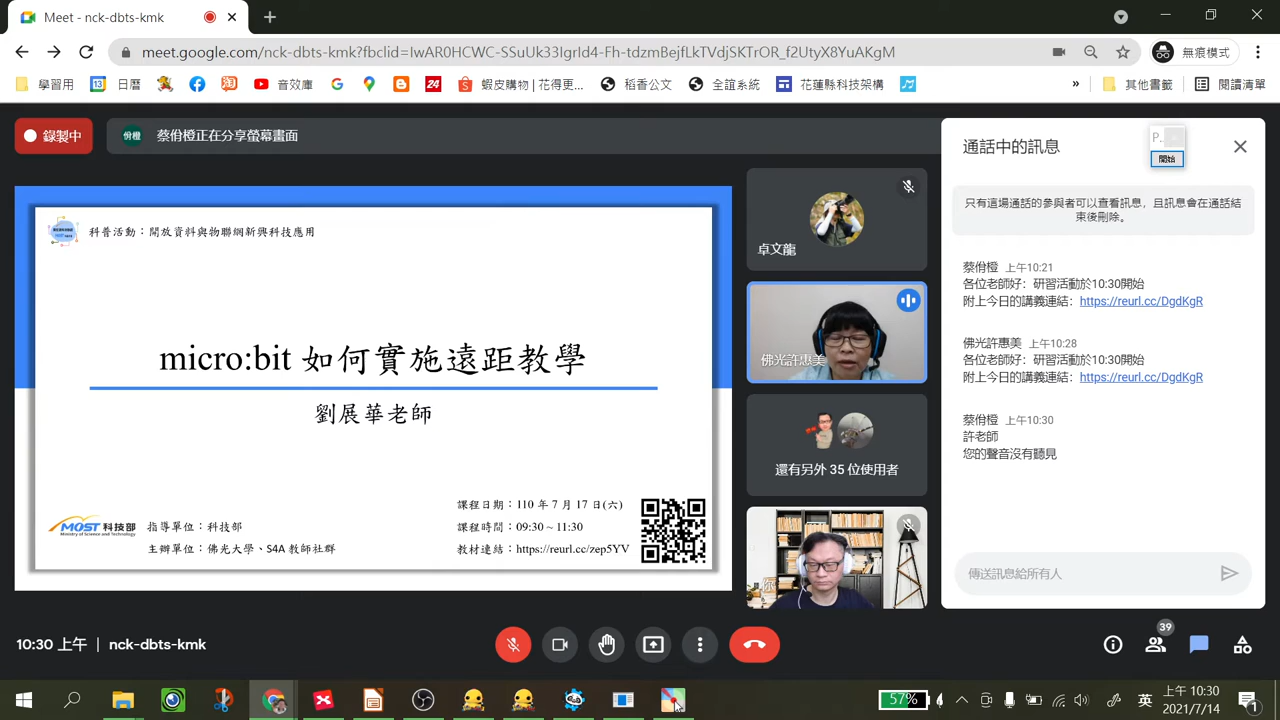 Meet - nck-dbts-kmk
meet.google.com/nck-dbts-kmk?fbclid=IwAR0HCWC-SSuUk33IgrId4-Fh-tdzmBejfLkTVdjSKTrOR_f2UtyX8YuAKgM
無痕模式
學習用
13
日曆
淘
音效庫
24
蝦皮購物 | 花得更...
稻香公文
全誼系統
花蓮縣科技架構
»
其他書籤
閱讀清單
錄製中
份橙
蔡佾橙正在分享螢幕畫面
科普活動：開放資料與物聯網新興科技應用
micro:bit 如何實施遠距教學
劉展華老師
MOST 科技部
Ministry of Science and Technology
指導單位：科技部
主辦單位：佛光大學、S4A 教師社群
課程日期：110 年 7 月 17 日(六)
課程時間：09:30 ~ 11:30
教材連結：https://reurl.cc/zep5YV
卓文龍
佛光許惠美
還有另外 35 位使用者
你
通話中的訊息
P...
開始
只有這場通話的參與者可以查看訊息，且訊息會在通話結
束後刪除。
蔡佾橙 上午10:21
各位老師好：研習活動於10:30開始
附上今日的講義連結：https://reurl.cc/DgdKgR
佛光許惠美 上午10:28
各位老師好：研習活動於10:30開始
附上今日的講義連結：https://reurl.cc/DgdKgR
蔡佾橙 上午10:30
許老師
您的聲音沒有聽見
傳送訊息給所有人
10:30 上午 | nck-dbts-kmk
39
57%
英
上午 10:30
2021/7/14
1